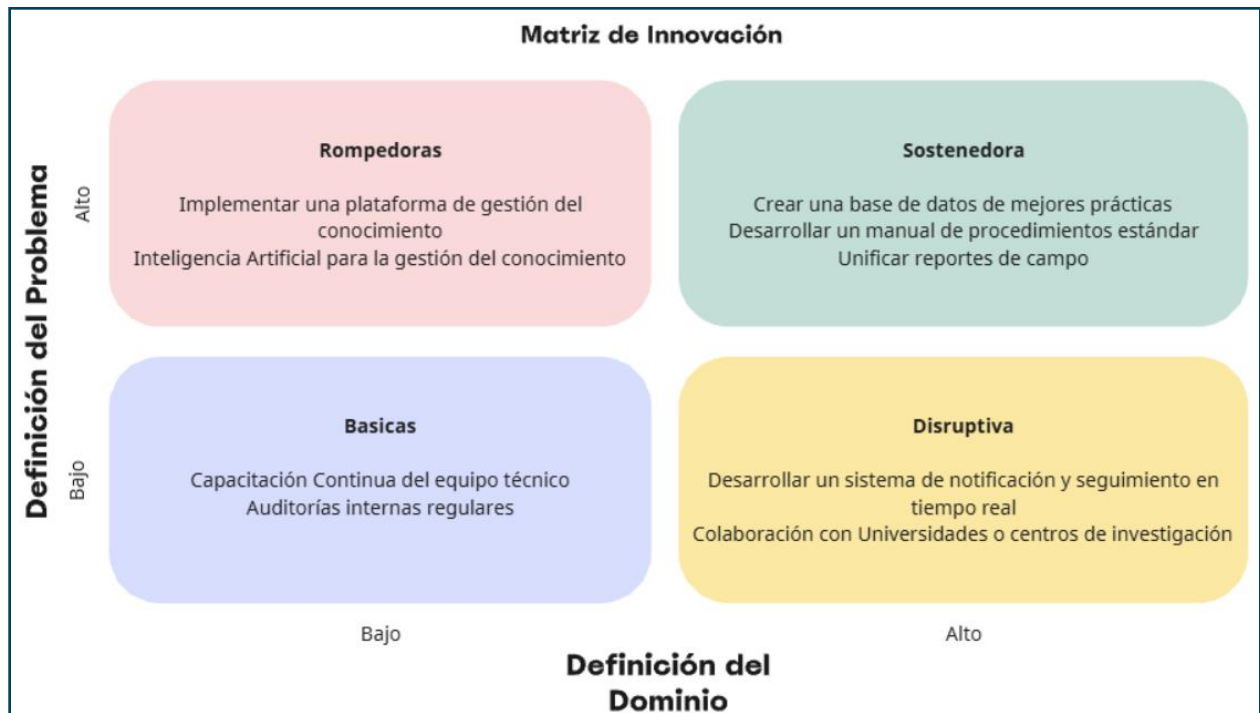 Matriz de Innovación
Definición del Problema
Alto
Rompedoras
Implementar una plataforma de gestión del
conocimiento
Inteligencia Artificial para la gestión del conocimiento
Sostenedora
Crear una base de datos de mejores prácticas
Desarrollar un manual de procedimientos estándar
Unificar reportes de campo
Bajo
Basicas
Capacitación Continua del equipo técnico
Auditorías internas regulares
Disruptiva
Desarrollar un sistema de notificación y seguimiento en
tiempo real
Colaboración con Universidades o centros de investigación
Bajo
Alto
Definición del
Dominio